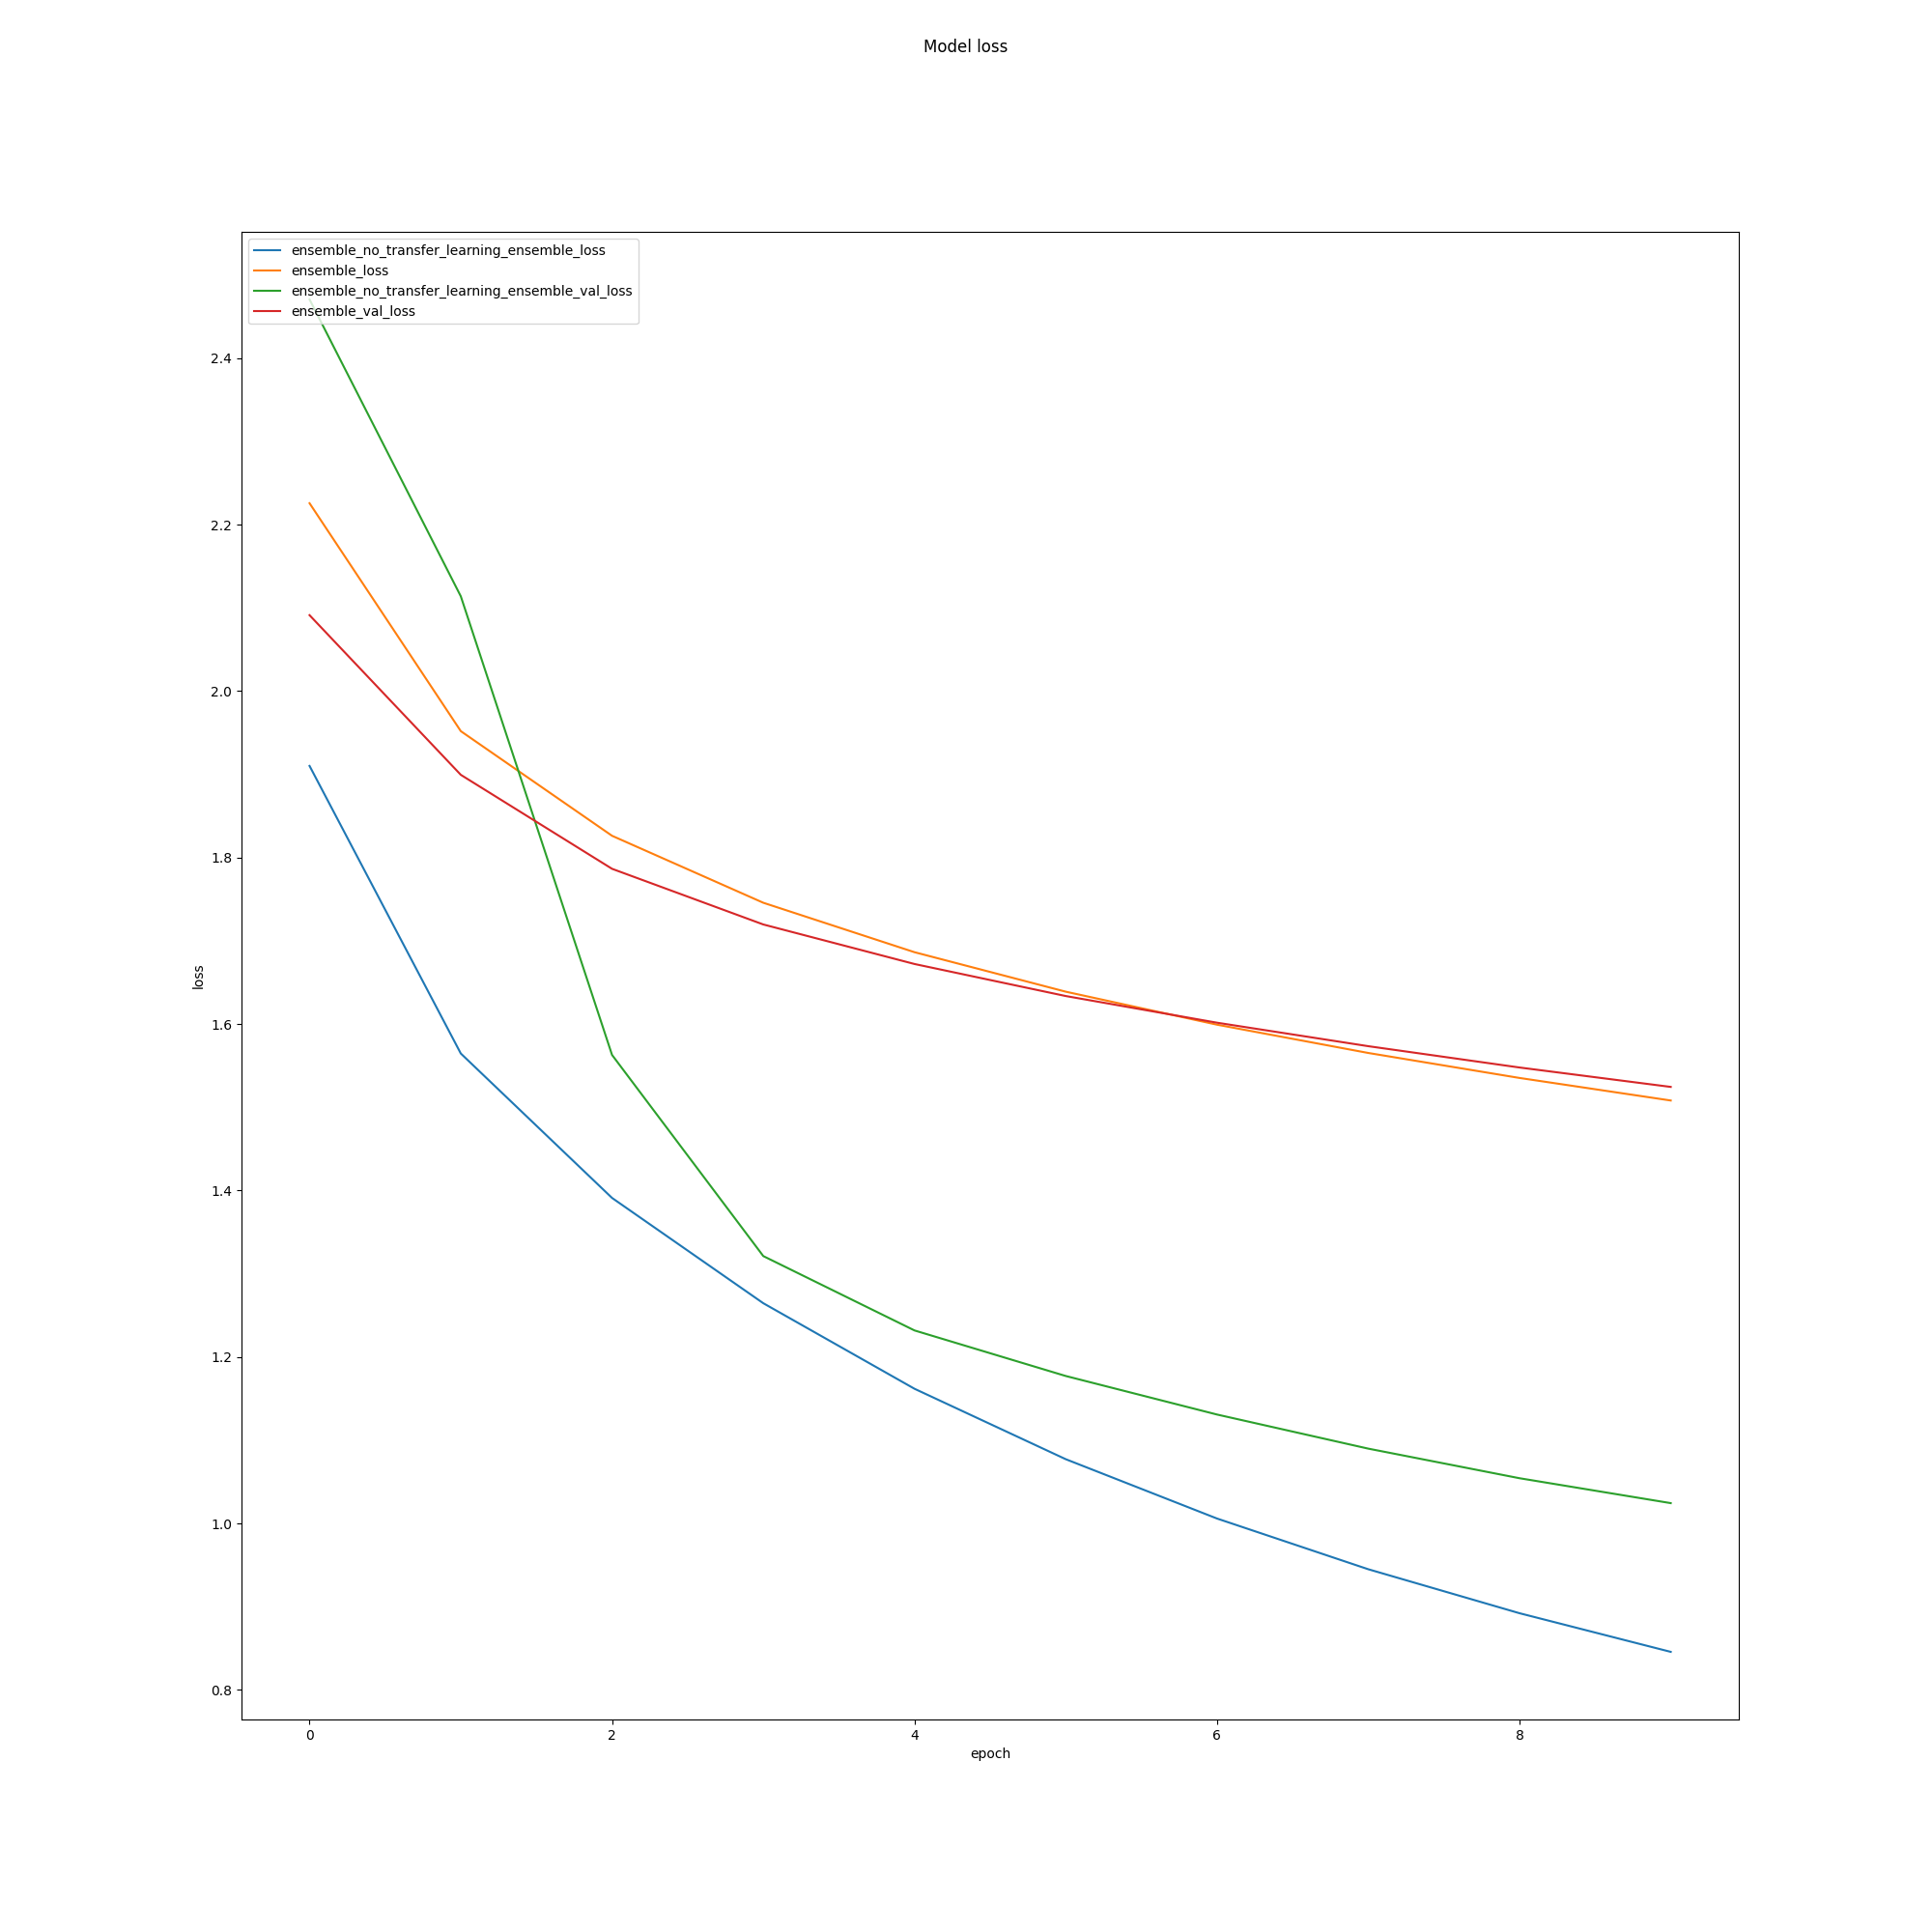 Model loss
ensemble_no_transfer_learning_ensemble_loss
ensemble_loss
ensemble_no_transfer_learning_ensemble_val_loss
ensemble_val_loss
2.4
2.2
2.0
1.8
1.6
1.4
1.2
1.0
0.8
loss
0 2 4 6 8
epoch